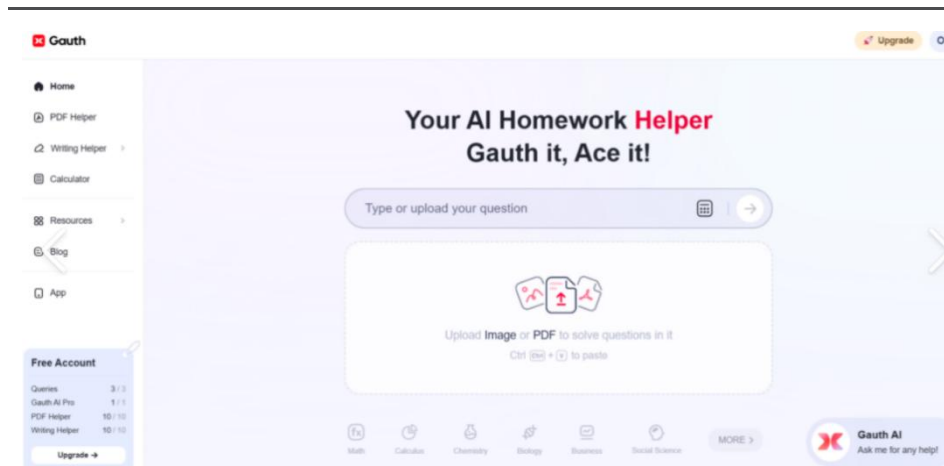 Gauth
Upgrade
Home
PDF Helper
Writing Helper
Calculator
Resources
Blog
App
Free Account
Queries 3 / 3
Gauth AI Pro 1 / 1
PDF Helper 10 / 10
Writing Helper 10 / 10
Upgrade →
Your AI Homework Helper
Gauth it, Ace it!
Type or upload your question
Upload Image or PDF to solve questions in it
Ctrl + to paste
Math
Calculus
Chemistry
Biology
Business
Social Science
MORE >
Gauth AI
Ask me for any help!